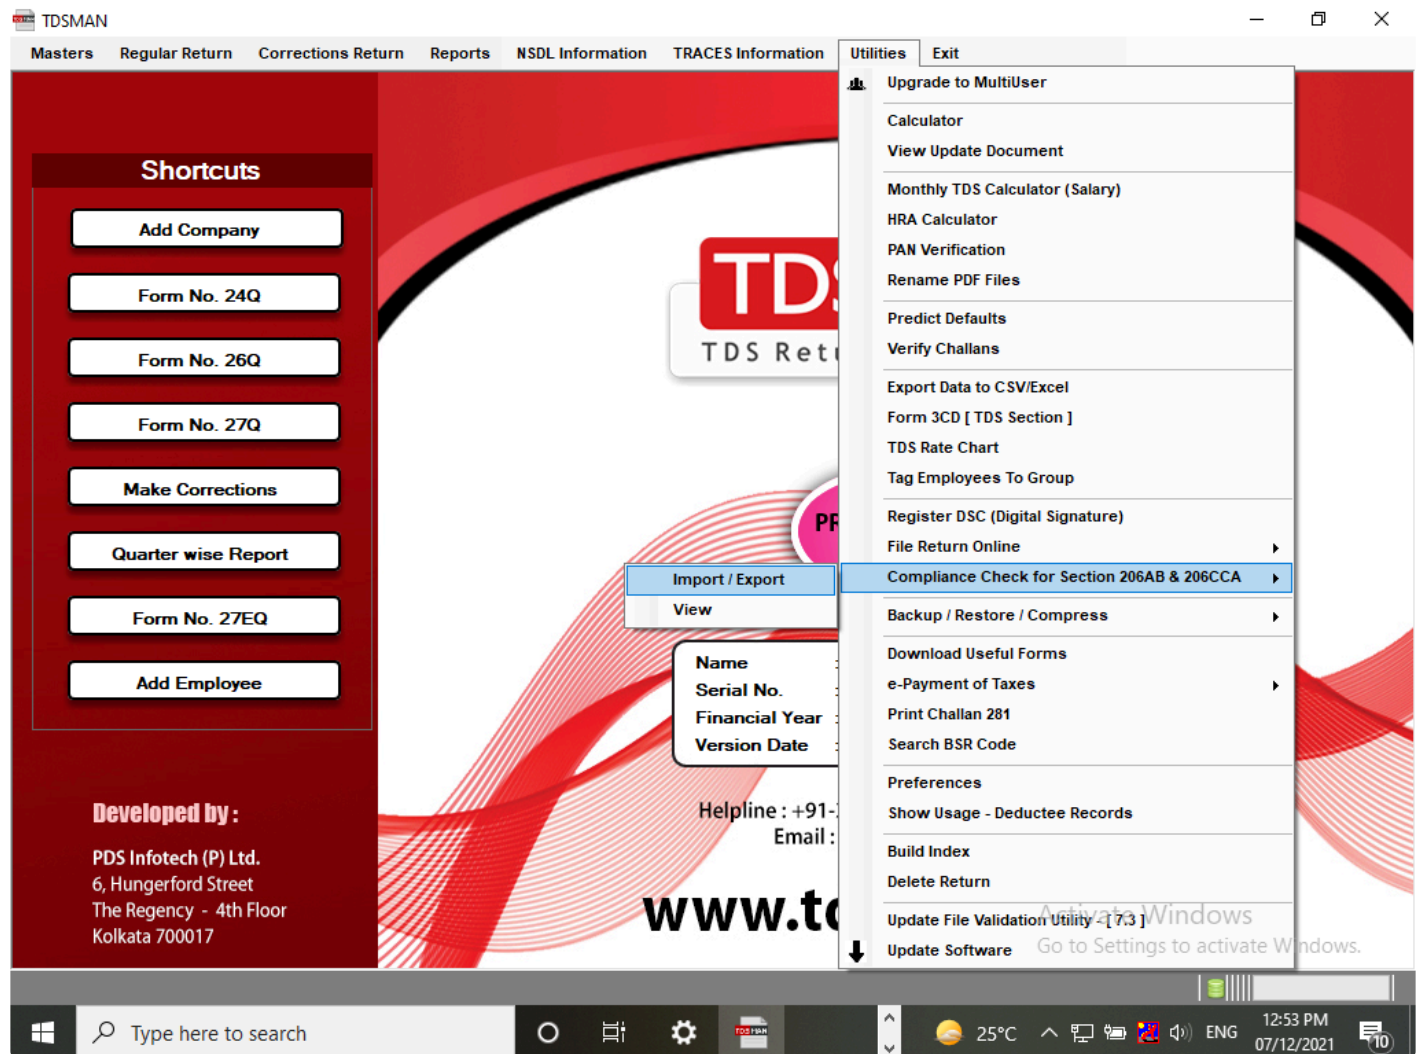 TDSMAN
Masters Regular Return Corrections Return Reports NSDL Information TRACES Information Utilities Exit
Shortcuts
Add Company
Form No. 24Q
Form No. 26Q
Form No. 27Q
Make Corrections
Quarter wise Report
Form No. 27EQ
Add Employee
Developed by :
PDS Infotech (P) Ltd.
6, Hungerford Street
The Regency - 4th Floor
Kolkata 700017
TDS
TDS Retu
PR
Name :
Serial No. :
Financial Year :
Version Date :
Helpline : +91-
Email :
www.td
Import / Export
View
Upgrade to MultiUser
Calculator
View Update Document
Monthly TDS Calculator (Salary)
HRA Calculator
PAN Verification
Rename PDF Files
Predict Defaults
Verify Challans
Export Data to CSV/Excel
Form 3CD [ TDS Section ]
TDS Rate Chart
Tag Employees To Group
Register DSC (Digital Signature)
File Return Online
Compliance Check for Section 206AB & 206CCA
Backup / Restore / Compress
Download Useful Forms
e-Payment of Taxes
Print Challan 281
Search BSR Code
Preferences
Show Usage - Deductee Records
Build Index
Delete Return
Update File Validation Utility - [ 7.3 ]
Update Software
Activate Windows
Go to Settings to activate Windows.
Type here to search
TDSMAN
25°C
ENG
12:53 PM
07/12/2021
10